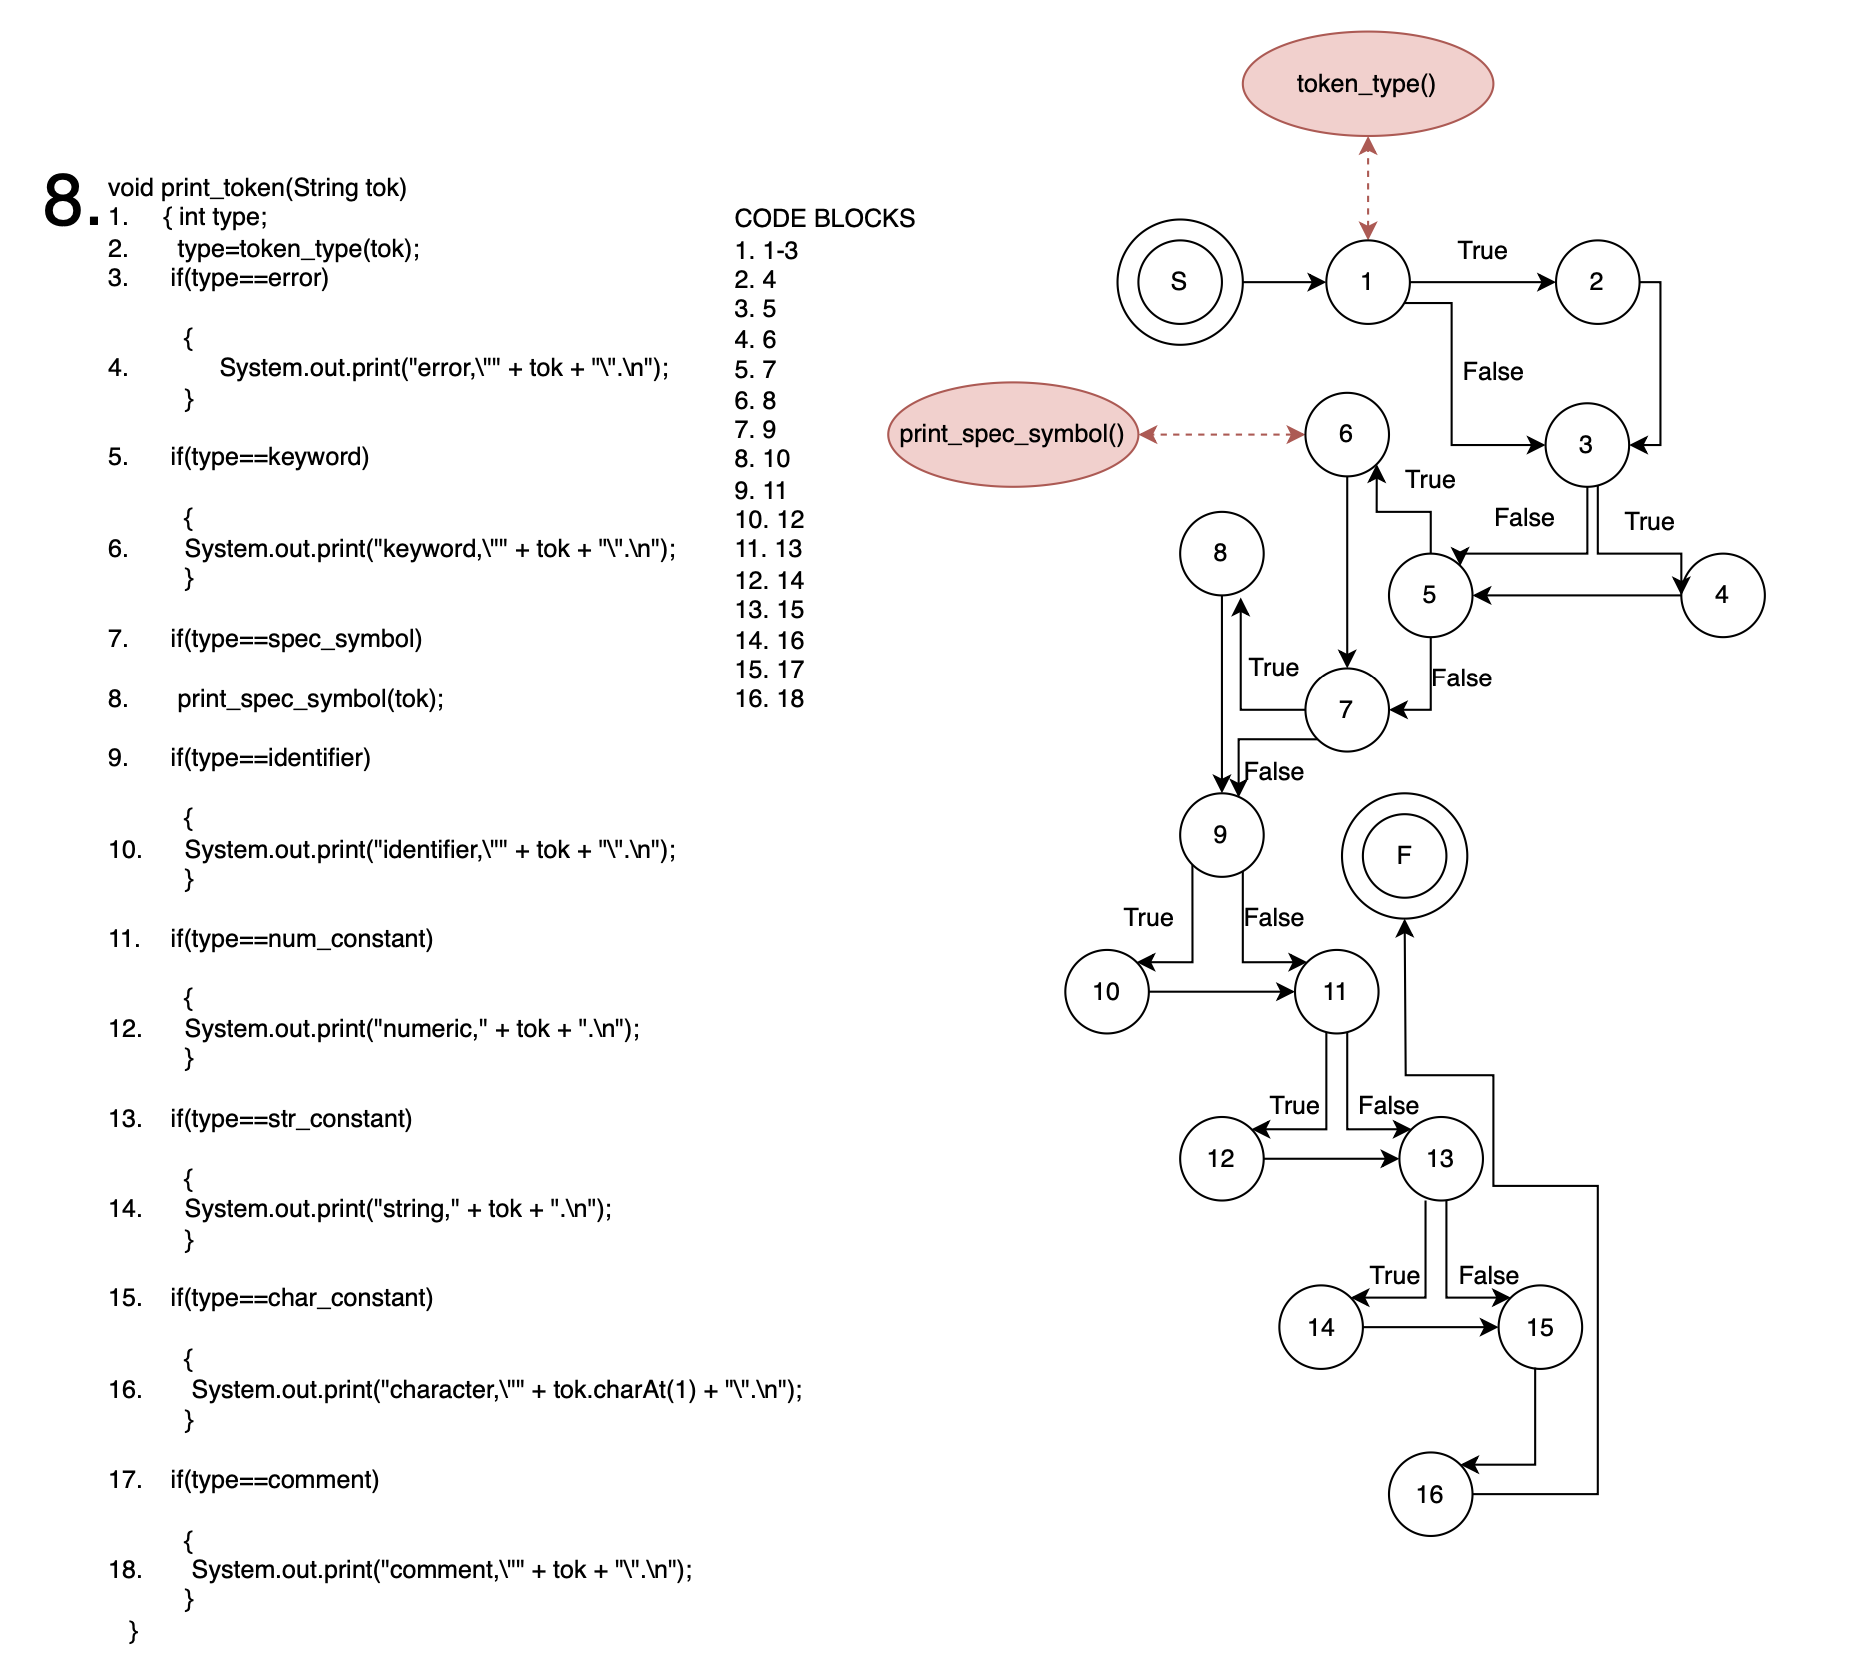 8.
void print_token(String tok)
1. { int type;
2. type=token_type(tok);
3. if(type==error)
{
4. System.out.print("error,\"" + tok + "\".\n");
}
5. if(type==keyword)
{
6. System.out.print("keyword,\"" + tok + "\".\n");
}
7. if(type==spec_symbol)
8. print_spec_symbol(tok);
9. if(type==identifier)
{
10. System.out.print("identifier,\"" + tok + "\".\n");
}
11. if(type==num_constant)
{
12. System.out.print("numeric," + tok + ".\n");
}
13. if(type==str_constant)
{
14. System.out.print("string," + tok + ".\n");
}
15. if(type==char_constant)
{
16. System.out.print("character,\"" + tok.charAt(1) + "\".\n");
}
17. if(type==comment)
{
18. System.out.print("comment,\"" + tok + "\".\n");
}
}
CODE BLOCKS
1. 1-3
2. 4
3. 5
4. 6
5. 7
6. 8
7. 9
8. 10
9. 11
10. 12
11. 13
12. 14
13. 15
14. 16
15. 17
16. 18
token_type()
S
1
True
2
False
print_spec_symbol()
6
3
True
False
True
8
5
4
True
False
7
False
9
F
True
False
10
11
True
False
12
13
True
False
14
15
16